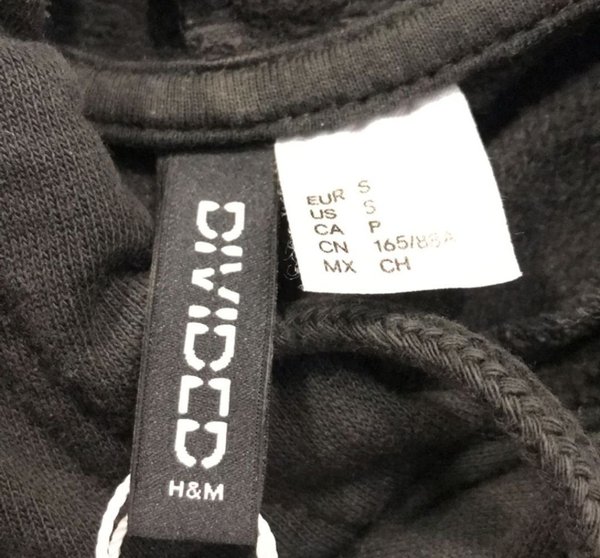 DIVIDED
H&M
EUR S
US S
CA P
CN 165/88A
MX CH